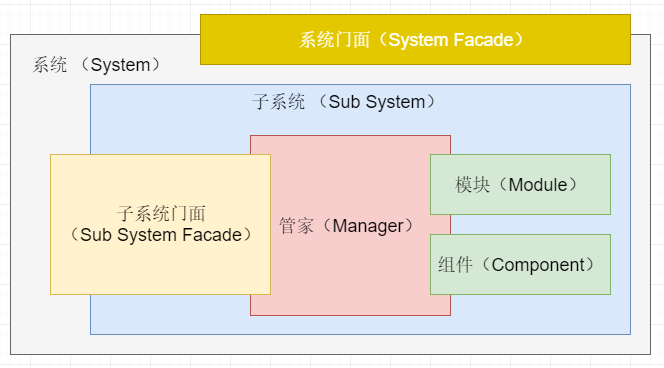 系统门面（System Facade）
系统 （System）
子系统 （Sub System）
子系统门面
（Sub System Facade）
管家（Manager）
模块（Module）
组件（Component）